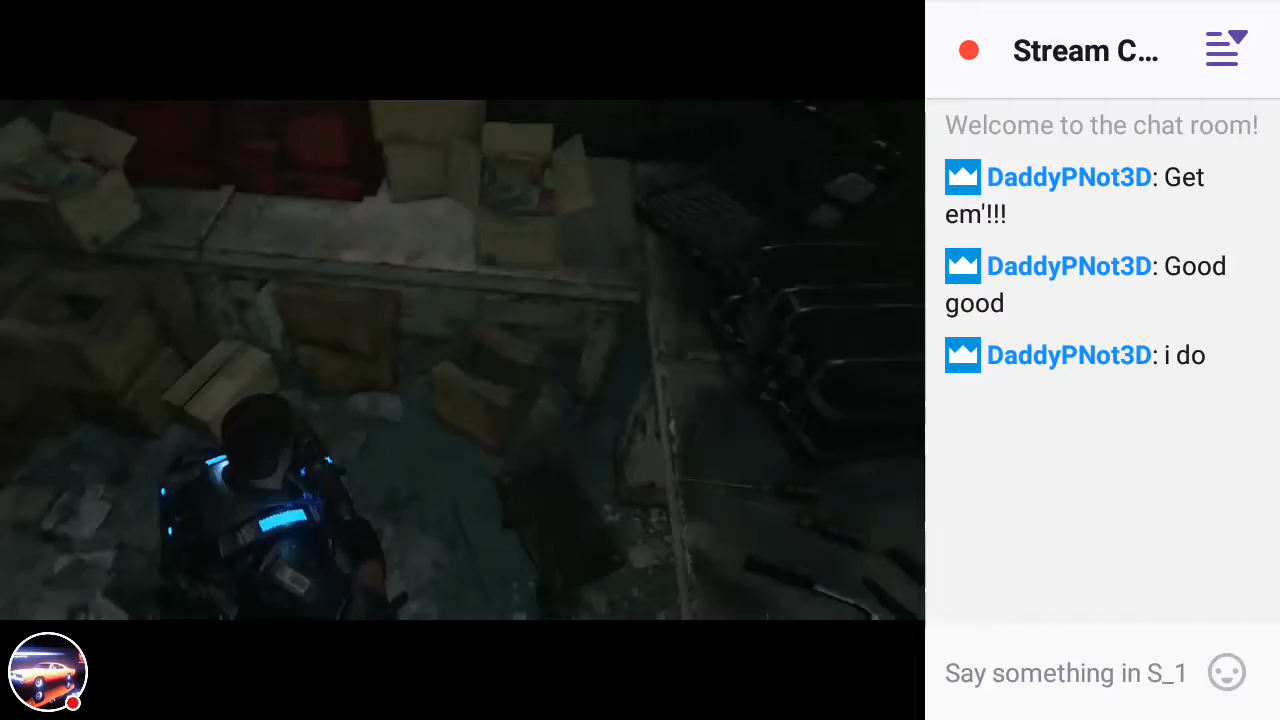 Stream C…
Welcome to the chat room!
DaddyPNot3D: Get
em'!!!
DaddyPNot3D: Good
good
DaddyPNot3D: i do
Say something in S_1